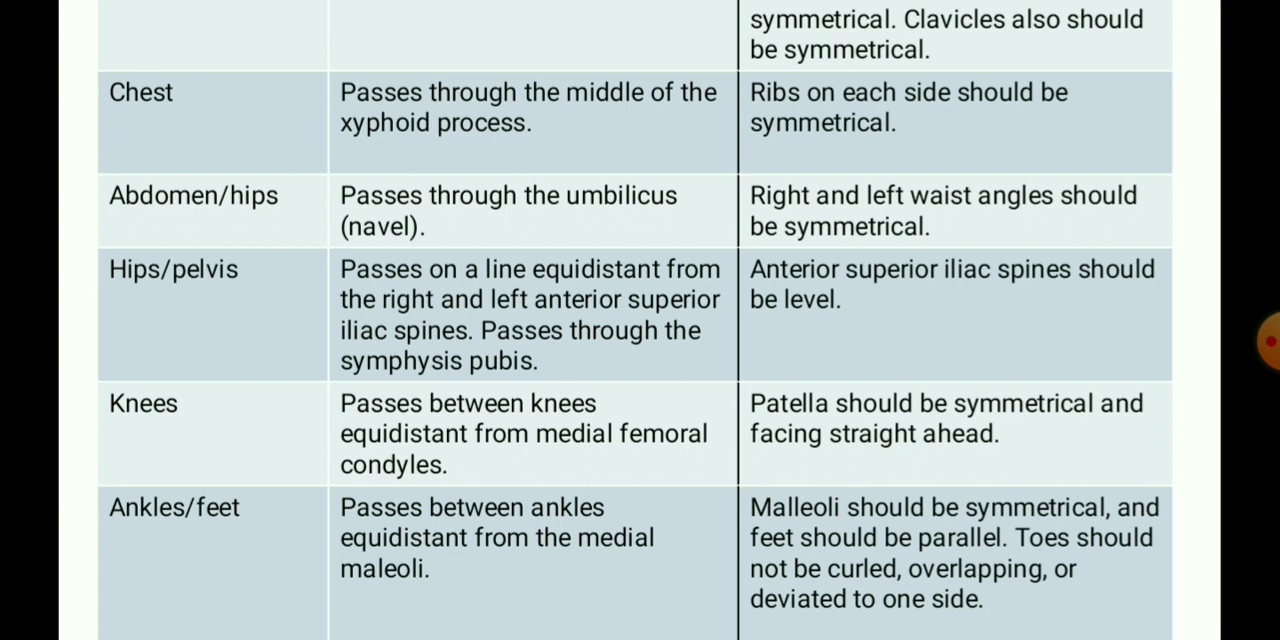 symmetrical. Clavicles also should
be symmetrical.
Chest
Passes through the middle of the
xyphoid process.
Ribs on each side should be
symmetrical.
Abdomen/hips
Passes through the umbilicus
(navel).
Right and left waist angles should
be symmetrical.
Hips/pelvis
Passes on a line equidistant from
the right and left anterior superior
iliac spines. Passes through the
symphysis pubis.
Anterior superior iliac spines should
be level.
Knees
Passes between knees
equidistant from medial femoral
condyles.
Patella should be symmetrical and
facing straight ahead.
Ankles/feet
Passes between ankles
equidistant from the medial
maleoli.
Malleoli should be symmetrical, and
feet should be parallel. Toes should
not be curled, overlapping, or
deviated to one side.